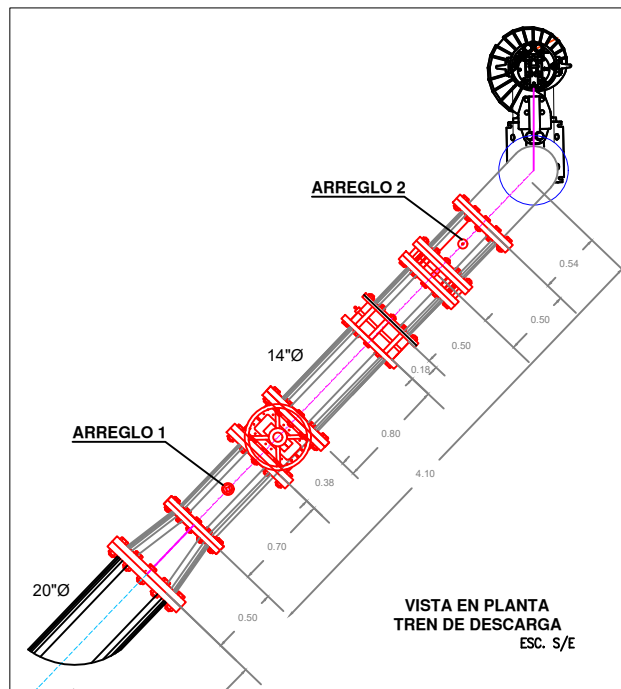 ARREGLO 2
0.54
0.50
0.50
14"Ø
0.18
0.80
ARREGLO 1
4.10
0.38
0.70
20"Ø
0.50
VISTA EN PLANTA
TREN DE DESCARGA
ESC. S/E